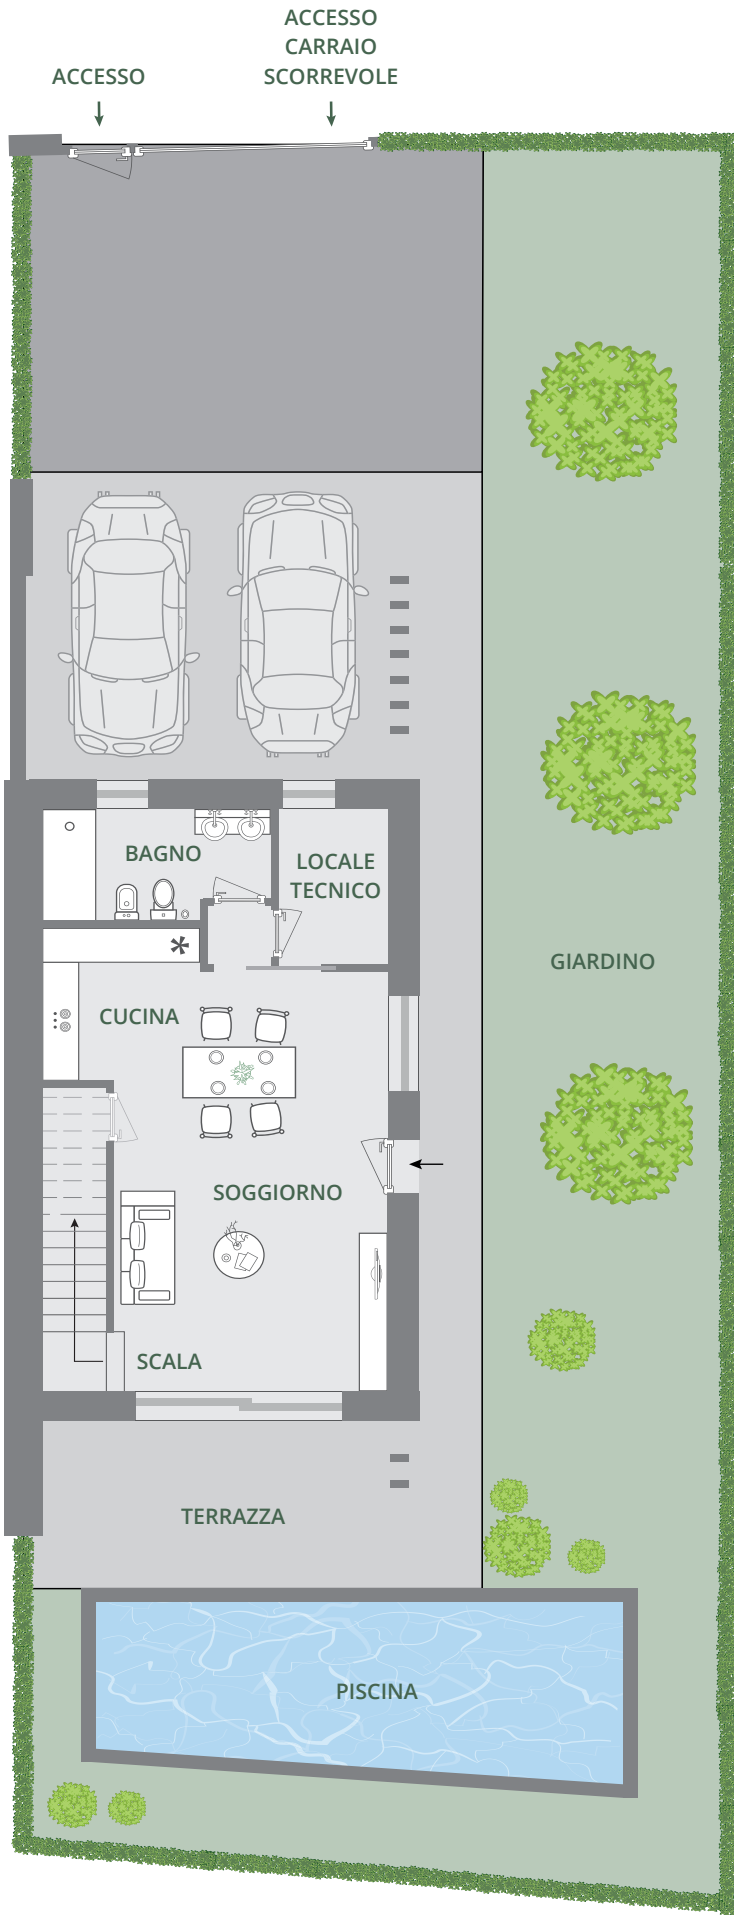 ACCESSO
CARRAIO
SCORREVOLE
ACCESSO
BAGNO
LOCALE
TECNICO
GIARDINO
CUCINA
SOGGIORNO
SCALA
TERRAZZA
PISCINA